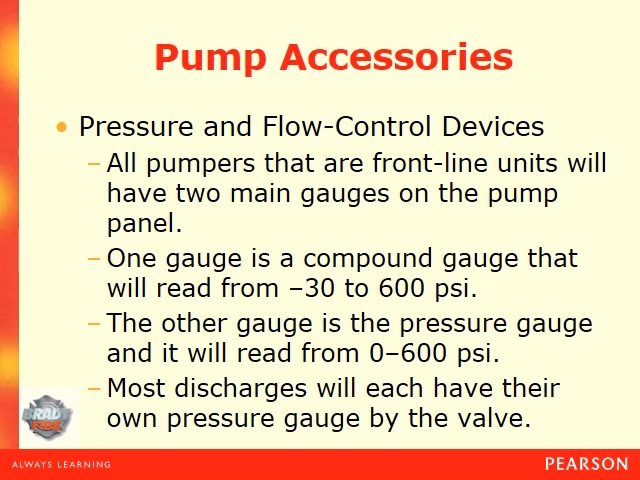 Pump Accessories
• Pressure and Flow-Control Devices
– All pumpers that are front-line units will
have two main gauges on the pump
panel.
– One gauge is a compound gauge that
will read from –30 to 600 psi.
– The other gauge is the pressure gauge
and it will read from 0–600 psi.
– Most discharges will each have their
own pressure gauge by the valve.
BRADY
FIRE
ALWAYS LEARNING
PEARSON